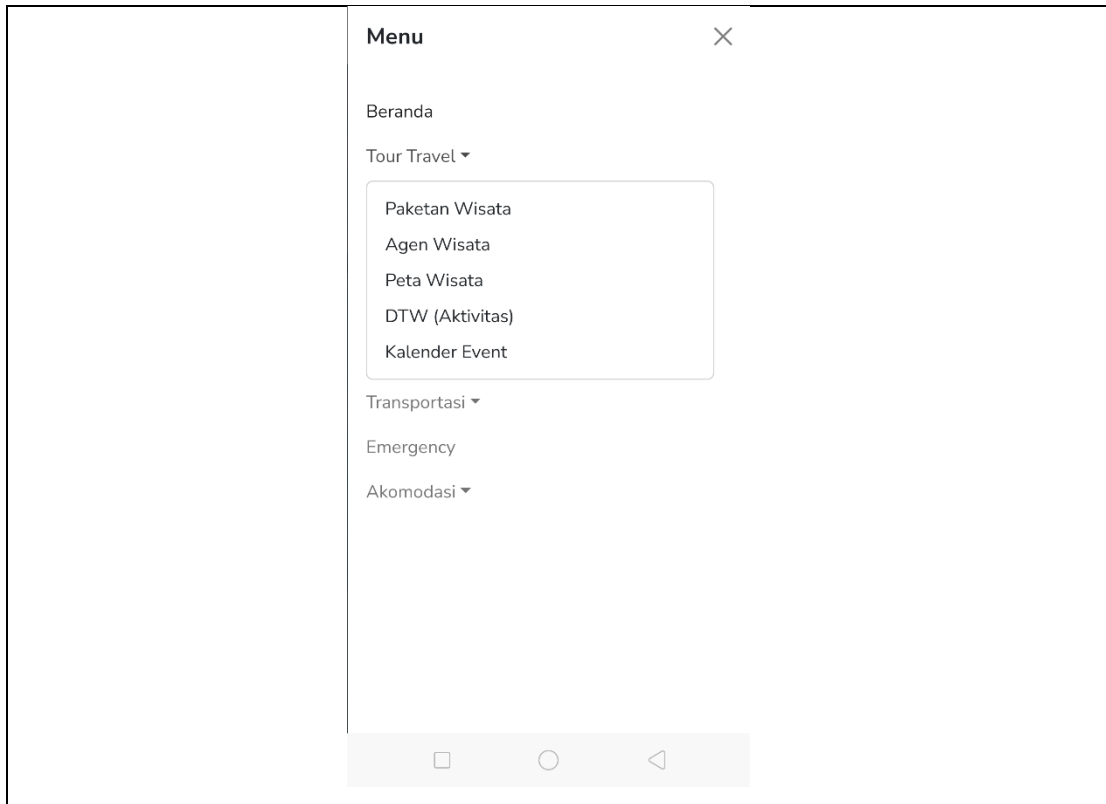 Menu
Beranda
Tour Travel
Paketan Wisata
Agen Wisata
Peta Wisata
DTW (Aktivitas)
Kalender Event
Transportasi
Emergency
Akomodasi